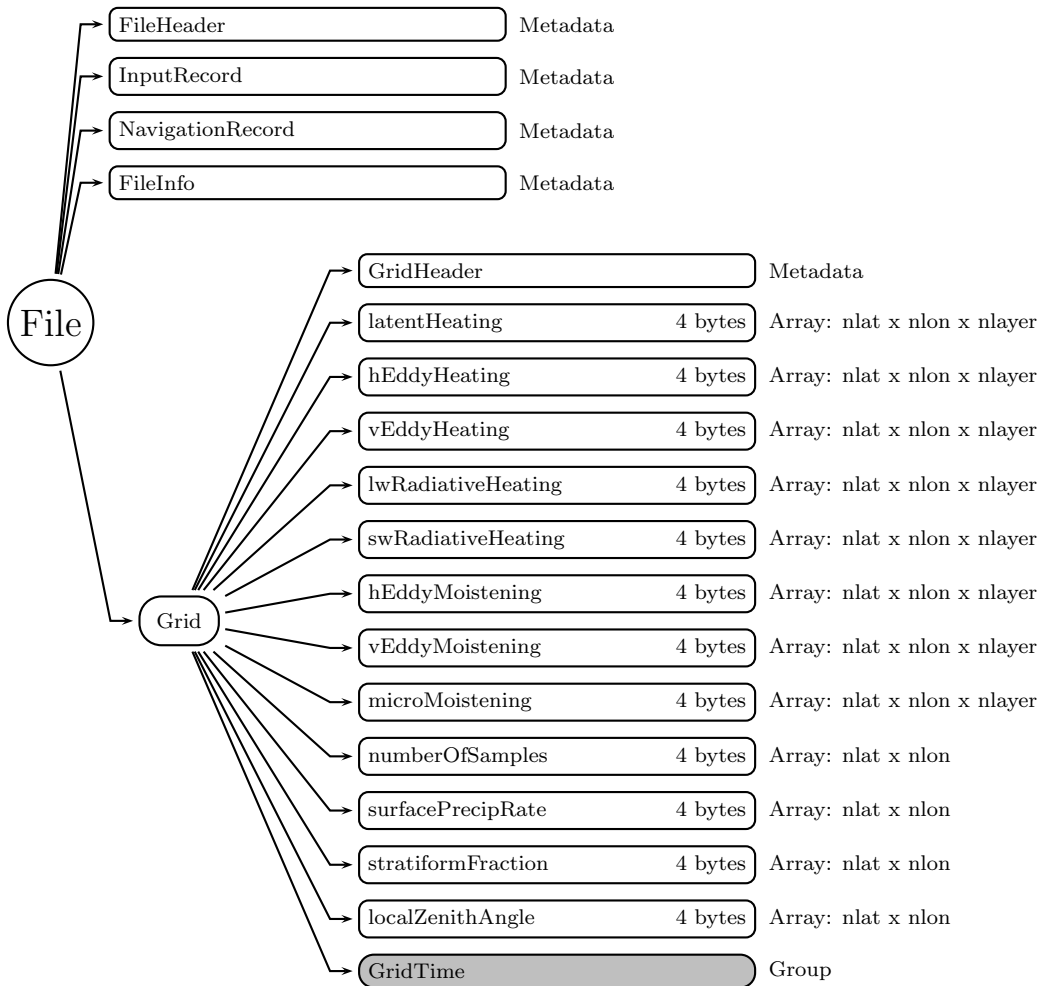 FileHeader Metadata
InputRecord Metadata
NavigationRecord Metadata
FileInfo Metadata
File
GridHeader Metadata
latentHeating 4 bytes Array: nlat x nlon x nlayer
hEddyHeating 4 bytes Array: nlat x nlon x nlayer
vEddyHeating 4 bytes Array: nlat x nlon x nlayer
lwRadiativeHeating 4 bytes Array: nlat x nlon x nlayer
swRadiativeHeating 4 bytes Array: nlat x nlon x nlayer
hEddyMoistening 4 bytes Array: nlat x nlon x nlayer
Grid
vEddyMoistening 4 bytes Array: nlat x nlon x nlayer
microMoistening 4 bytes Array: nlat x nlon x nlayer
numberOfSamples 4 bytes Array: nlat x nlon
surfacePrecipRate 4 bytes Array: nlat x nlon
stratiformFraction 4 bytes Array: nlat x nlon
localZenithAngle 4 bytes Array: nlat x nlon
GridTime Group